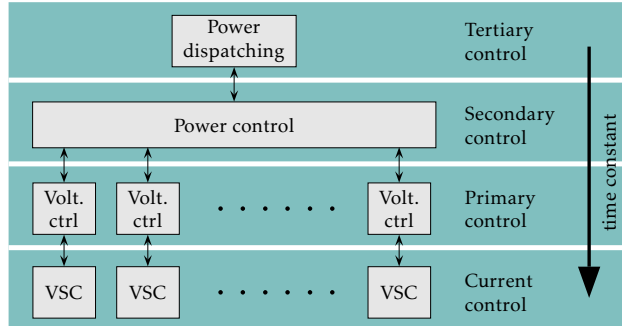 Power
dispatching
Tertiary
control
Power control
Secondary
control
Volt.
ctrl
Volt.
ctrl
Volt.
ctrl
Primary
control
VSC
VSC
VSC
Current
control
time constant